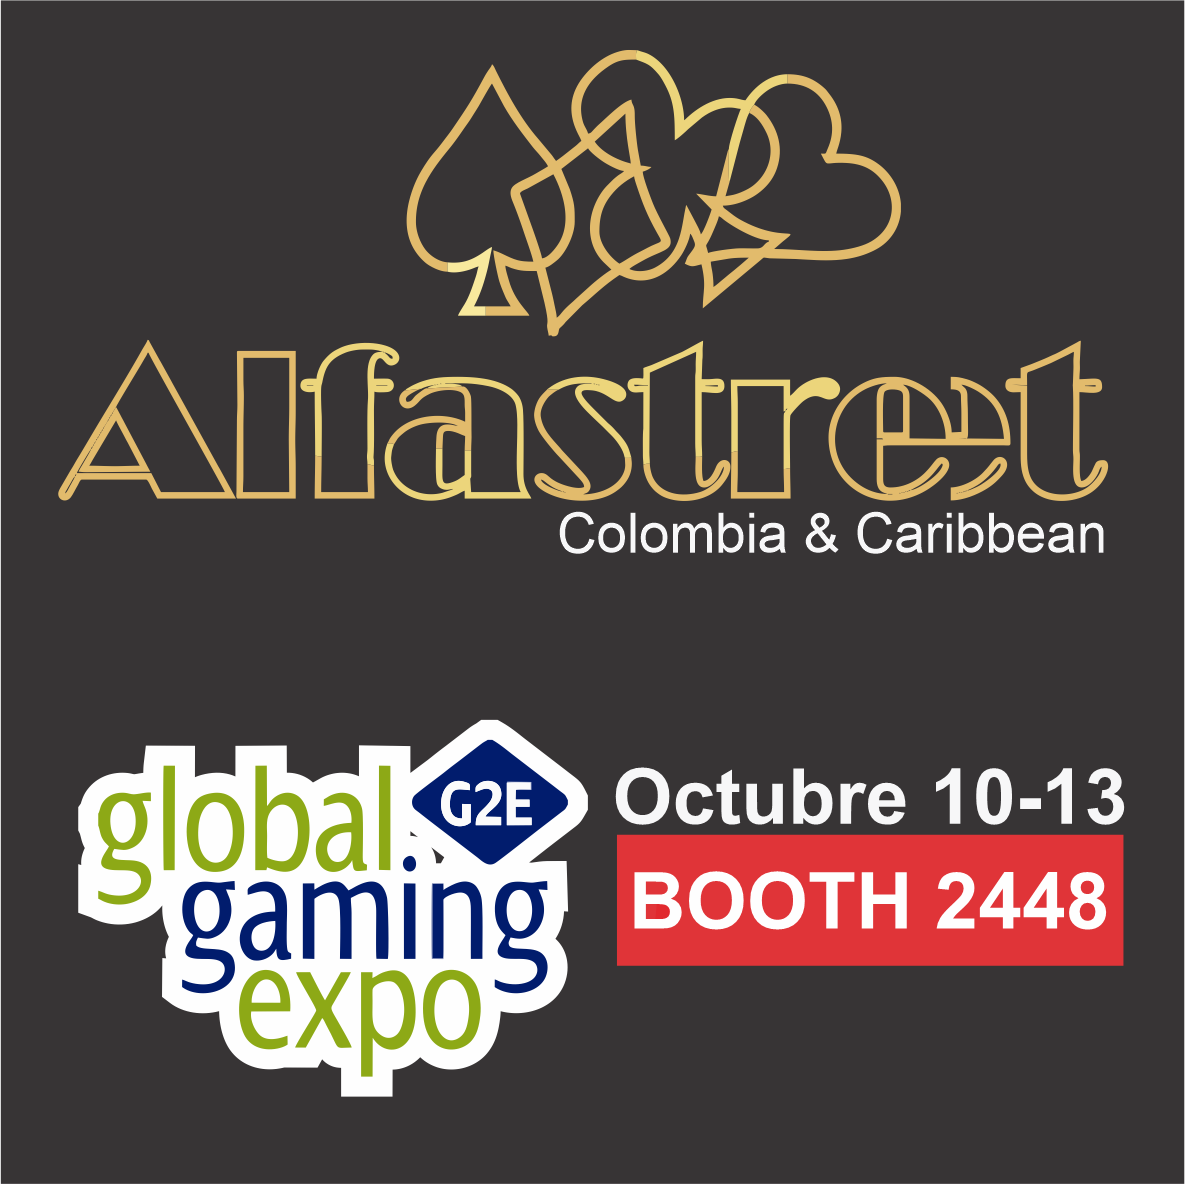 Alfastreet
Colombia & Caribbean
global
G2E
gaming
expo
Octubre 10-13
BOOTH 2448